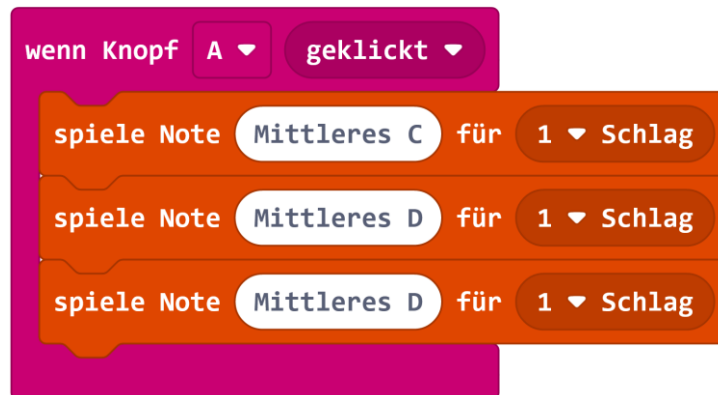 wenn Knopf A geklickt
spiele Note Mittleres C für 1 Schlag
spiele Note Mittleres D für 1 Schlag
spiele Note Mittleres D für 1 Schlag